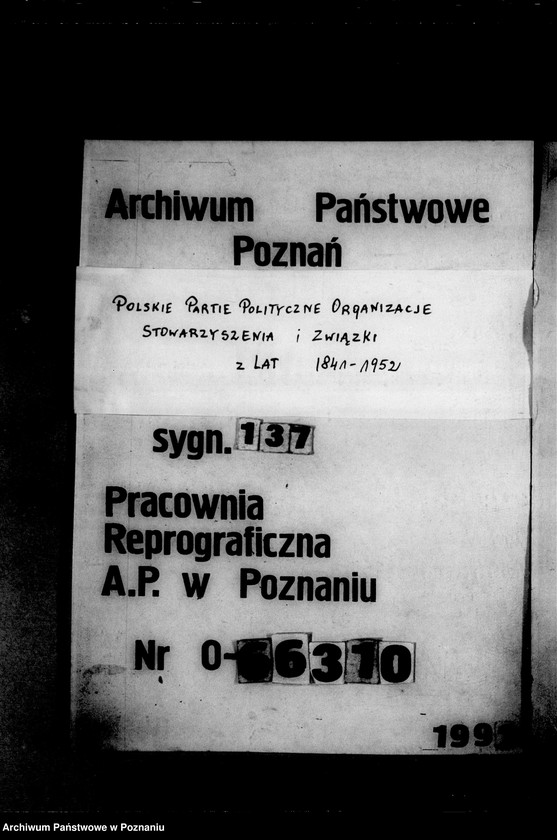 Archiwum Państwowe
Poznań
POLSKIE PARTIE POLITYCZNE ORGANIZACJE
STOWARZYSZENIA i ZWIĄZKI
z LAT 1841-1952
sygn. 137
Pracownia
Reprograficzna
A.P. w Poznaniu
Nr 0-66310
Archiwum Państwowe w Poznaniu